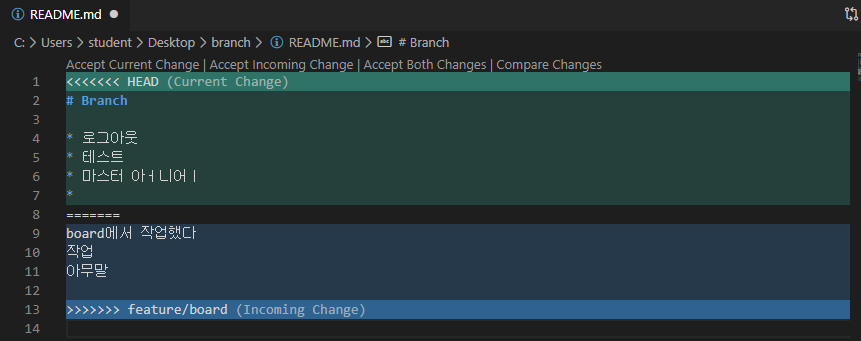 README.md
C: > Users > student > Desktop > branch > README.md > # Branch
Accept Current Change | Accept Incoming Change | Accept Both Changes | Compare Changes
1 <<<<<<< HEAD (Current Change)
2 # Branch
3
4 * 로그아웃
5 * 테스트
6 * 마스터 아ㅓ니어ㅣ
7 *
8 =======
9 board에서 작업했다
10 작업
11 아무말
12
13 >>>>>>> feature/board (Incoming Change)
14